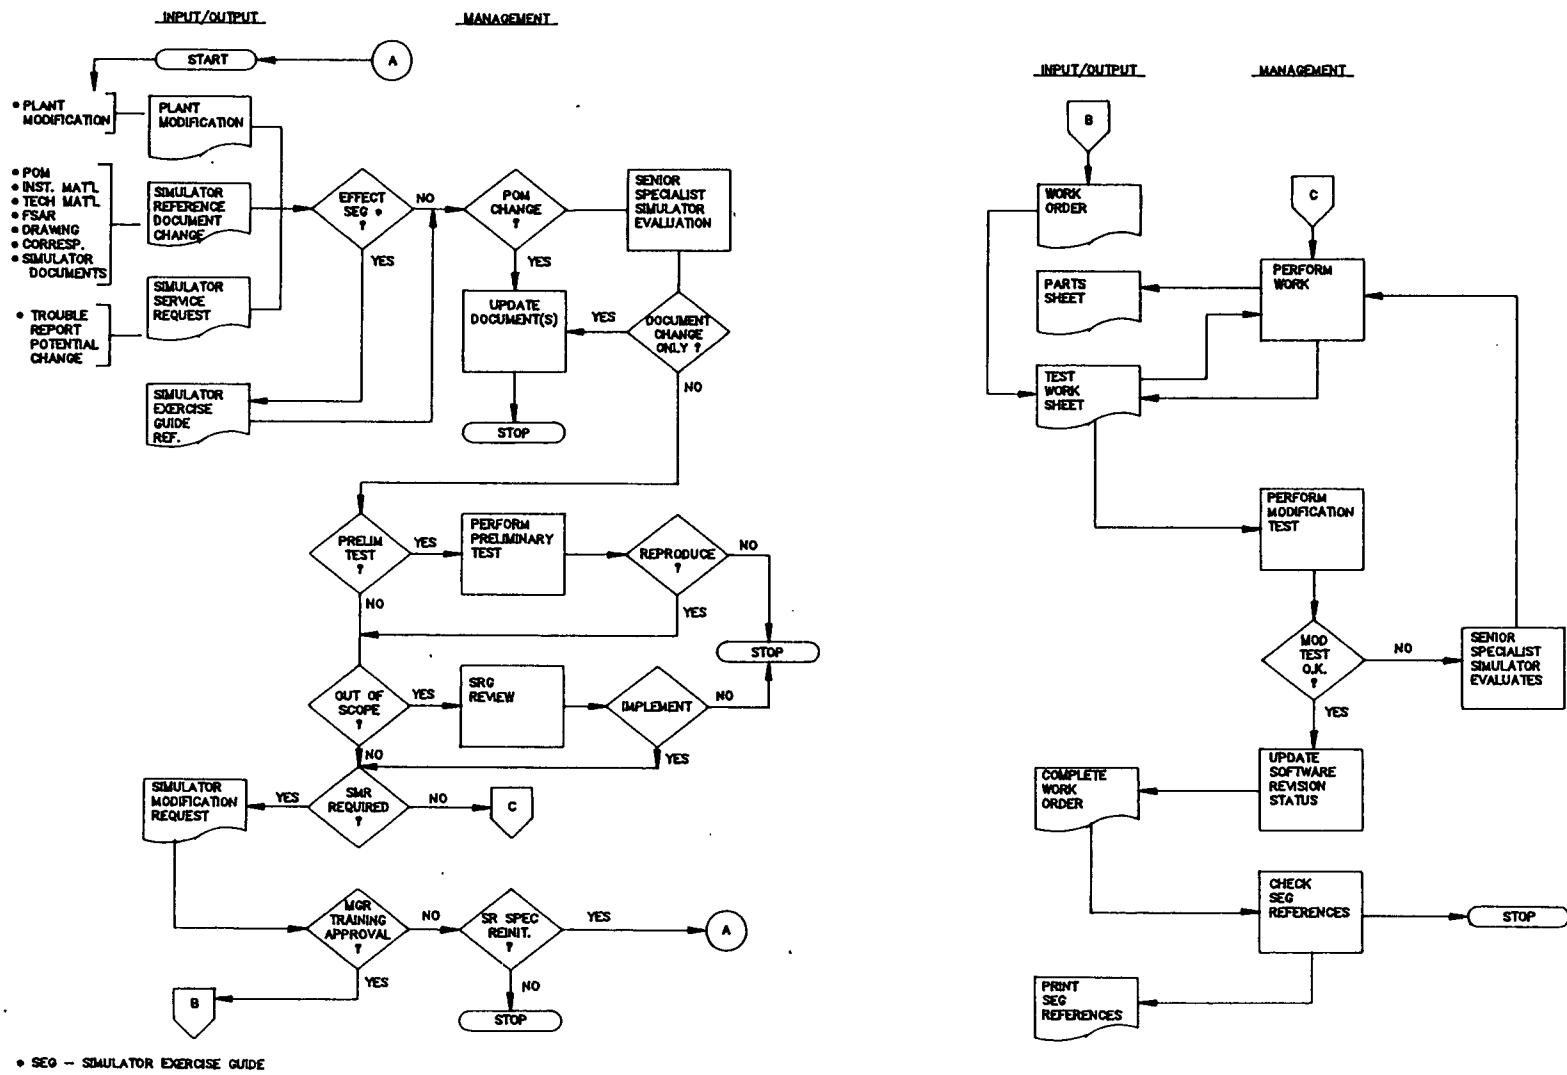 INPUT/OUTPUT
MANAGEMENT
START
A
* PLANT
MODIFICATION
PLANT
MODIFICATION
* POM
* INST. MAT'L
* TECH MAT'L
* FSAR
* DRAWNG
* CORRESP.
* SIMULATOR
DOCUMENTS
SIMULATOR
REFERENCE
DOCUMENT
CHANGE
EFFECT
SEG *
?
NO
YES
POM
CHANGE
?
YES
SENIOR
SPECIALIST
SIMULATOR
EVALUATION
SIMULATOR
SERVICE
REQUEST
* TROUBLE
REPORT
POTENTIAL
CHANGE
UPDATE
DOCUMENT(S)
YES
DOCUMENT
CHANGE
ONLY ?
NO
SIMULATOR
EXERCISE
GUIDE
REF.
STOP
PRELIM
TEST
?
YES
NO
PERFORM
PRELIMINARY
TEST
REPRODUCE
?
NO
YES
STOP
OUT OF
SCOPE
?
YES
NO
SRG
REVIEW
IMPLEMENT
NO
YES
SIMULATOR
MODIFICATION
REQUEST
YES
SMR
REQUIRED
?
NO
C
MGR
TRAINING
APPROVAL
?
NO
YES
SR SPEC
REINIT.
?
YES
NO
A
B
STOP
* SEG - SIMULATOR EXERCISE GUIDE
INPUT/OUTPUT
MANAGEMENT
B
WORK
ORDER
C
PERFORM
WORK
PARTS
SHEET
TEST
WORK
SHEET
PERFORM
MODIFICATION
TEST
MOD
TEST
O.K.
?
NO
YES
SENIOR
SPECIALIST
SIMULATOR
EVALUATES
UPDATE
SOFTWARE
REVISION
STATUS
COMPLETE
WORK
ORDER
CHECK
SEG
REFERENCES
STOP
PRINT
SEG
REFERENCES